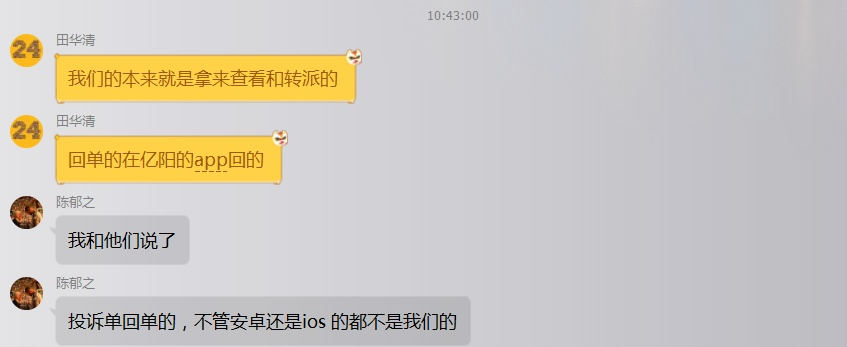 10:43:00
田华清
24
我们的本来就是拿来查看和转派的
田华清
24
回单的在亿阳的app回的
陈郁之
我和他们说了
陈郁之
投诉单回单的，不管安卓还是ios 的都不是我们的